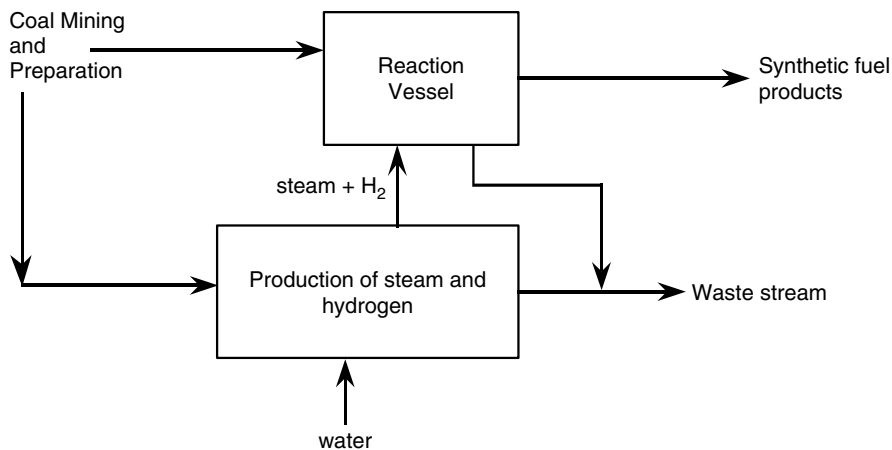 Coal Mining
and
Preparation
Reaction
Vessel
Synthetic fuel
products
steam + H₂
Production of steam and
hydrogen
Waste stream
water